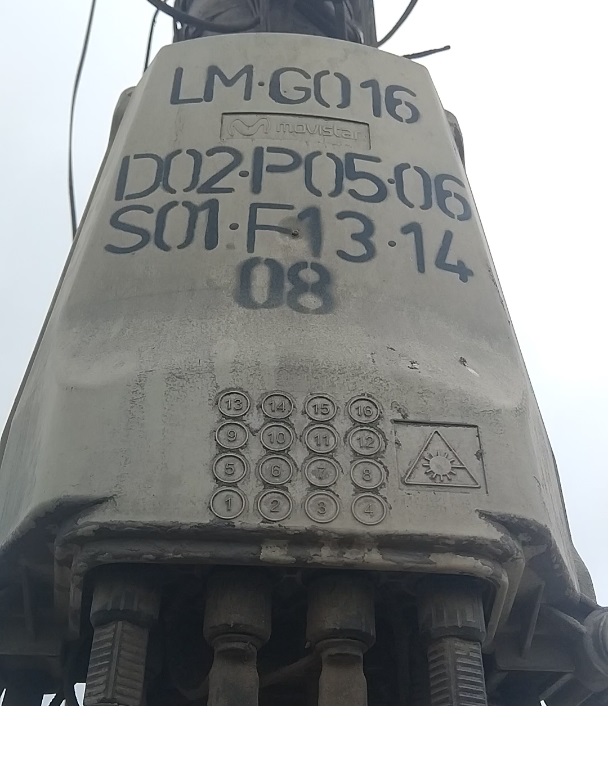 LM·G016
movistar
D02·P05·06
S01·F13·14
08
13 14 15 16
9 10 11 12
5 6 7 8
1 2 3 4